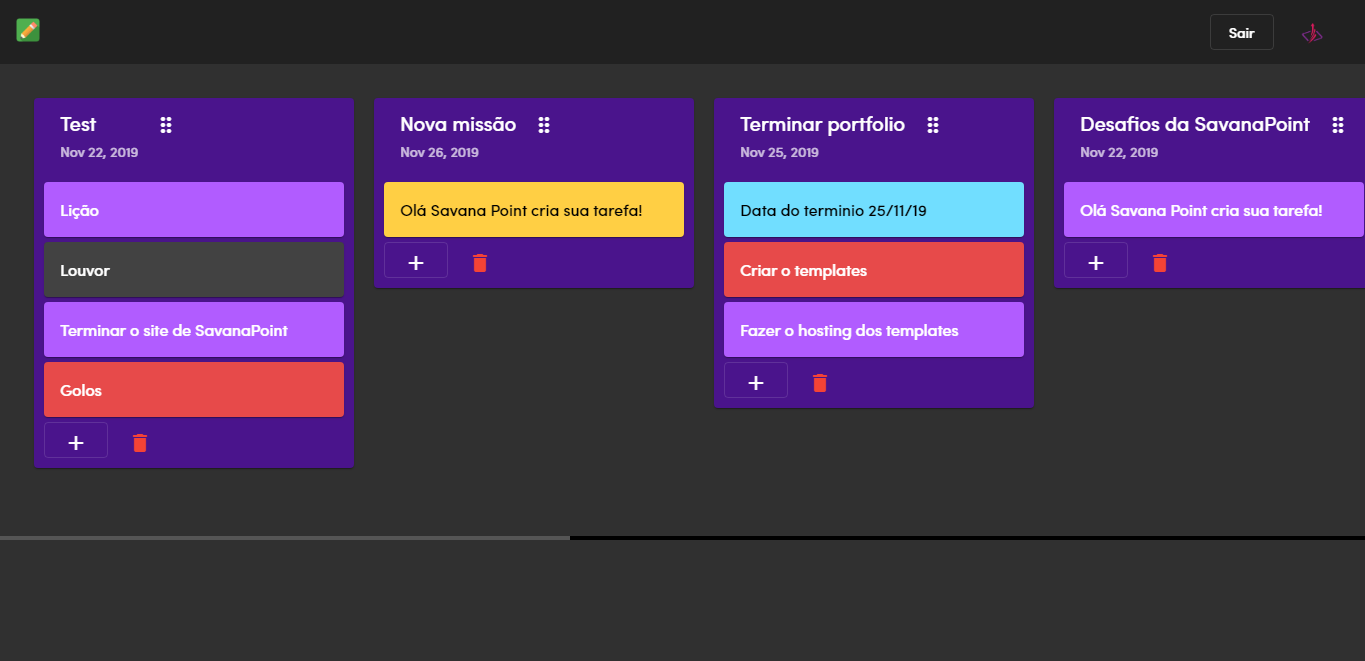 Sair
Test
Nov 22, 2019
Lição
Louvor
Terminar o site de SavanaPoint
Golos
Nova missão
Nov 26, 2019
Olá Savana Point cria sua tarefa!
Terminar portfolio
Nov 25, 2019
Data do terminio 25/11/19
Criar o templates
Fazer o hosting dos templates
Desafios da SavanaPoint
Nov 22, 2019
Olá Savana Point cria sua tarefa!